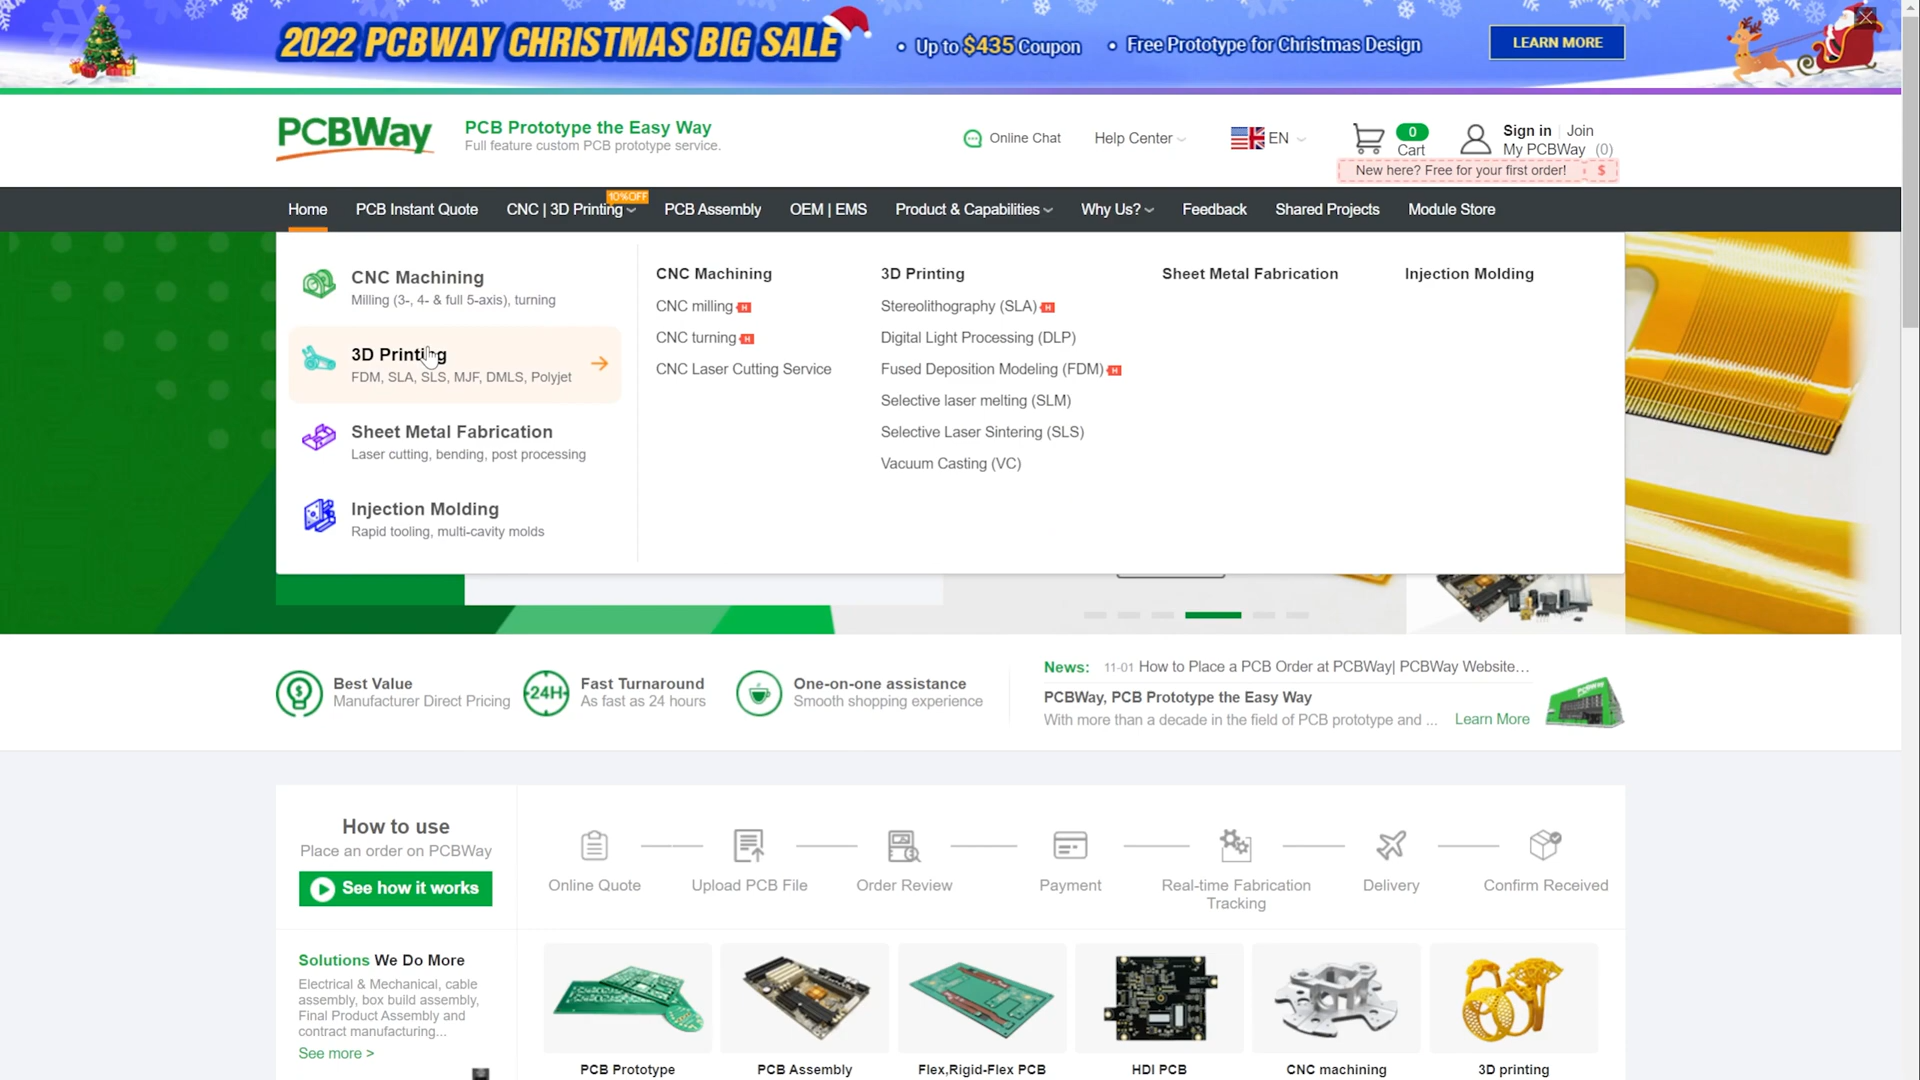 2022 PCBWAY CHRISTMAS BIG SALE
• Up to $435 Coupon
• Free Prototype for Christmas Design
LEARN MORE
PCBWay
PCB Prototype the Easy Way
Full feature custom PCB prototype service.
Online Chat
Help Center
EN
0
Cart
Sign in | Join
My PCBWay (0)
New here? Free for your first order! $
10%OFF
Home
PCB Instant Quote
CNC | 3D Printing
PCB Assembly
OEM | EMS
Product & Capabilities
Why Us?
Feedback
Shared Projects
Module Store
CNC Machining
Milling (3-, 4- & full 5-axis), turning
3D Printing
FDM, SLA, SLS, MJF, DMLS, Polyjet
Sheet Metal Fabrication
Laser cutting, bending, post processing
Injection Molding
Rapid tooling, multi-cavity molds
CNC Machining
CNC milling H
CNC turning H
CNC Laser Cutting Service
3D Printing
Stereolithography (SLA) H
Digital Light Processing (DLP)
Fused Deposition Modeling (FDM) H
Selective laser melting (SLM)
Selective Laser Sintering (SLS)
Vacuum Casting (VC)
Sheet Metal Fabrication
Injection Molding
Best Value
Manufacturer Direct Pricing
24H
Fast Turnaround
As fast as 24 hours
One-on-one assistance
Smooth shopping experience
News: 11-01 How to Place a PCB Order at PCBWay| PCBWay Website...
PCBWay, PCB Prototype the Easy Way
With more than a decade in the field of PCB prototype and ... Learn More
PCBWay
How to use
Place an order on PCBWay
See how it works
Online Quote
Upload PCB File
Order Review
Payment
Real-time Fabrication
Tracking
Delivery
Confirm Received
Solutions We Do More
Electrical & Mechanical, cable
assembly, box build assembly,
Final Product Assembly and
contract manufacturing...
See more >
PCB Prototype
PCB Assembly
Flex,Rigid-Flex PCB
HDI PCB
CNC machining
3D printing